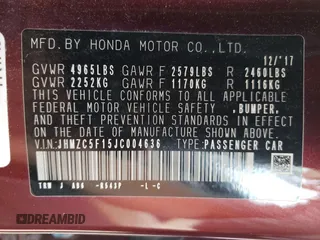 MFD.BY HONDA MOTOR CO.,LTD.
12/'17
GVWR 4965LBS GAWR F 2579LBS R 2460LBS
GVWR 2252KG GAWR F 1170KG R 1116KG
THIS VEHICLE CONFORMS TO ALL APPLICABLE
FEDERAL MOTOR VEHICLE SAFETY, BUMPER, AND
THEFT PREVENTION STANDARDS IN EFFECT ON THE
DATE OF MANUFACTURE SHOWN ABOVE.
V.I.N: JHMZC5F15JC004636 TYPE:PASSENGER CAR
-L -C
DREAMBID